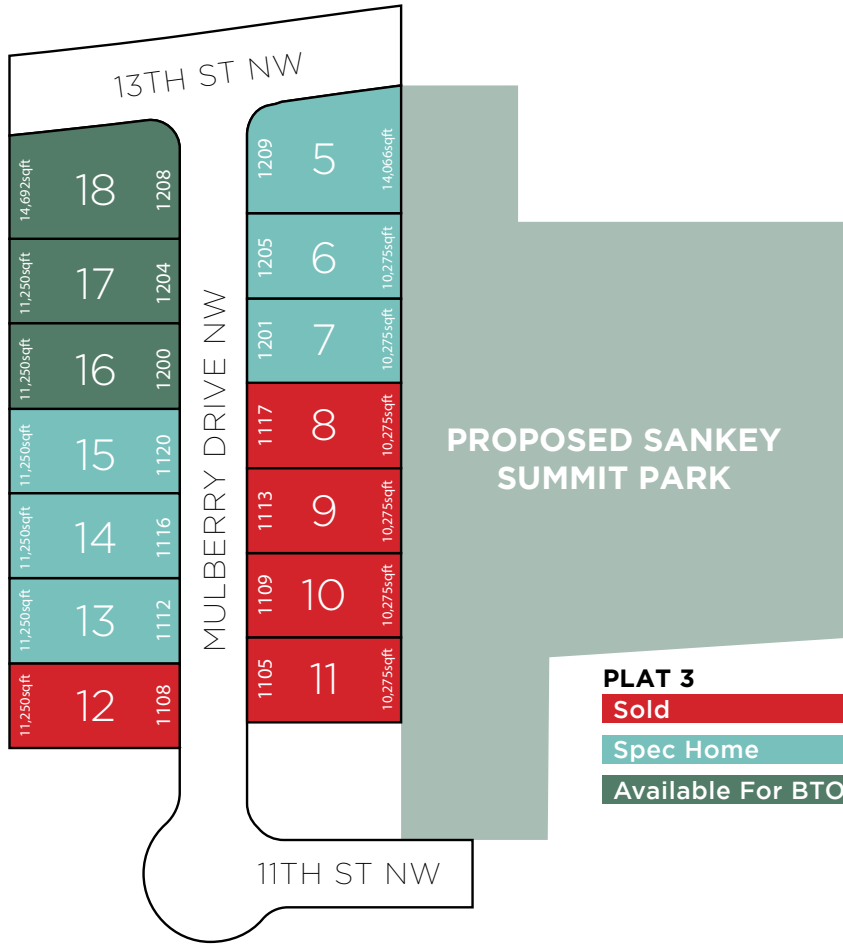 13TH ST NW
14,692sqft
18
1208
11,250sqft
17
1204
11,250sqft
16
1200
11,250sqft
15
1120
11,250sqft
14
1116
11,250sqft
13
1112
11,250sqft
12
1108
MULBERRY DRIVE NW
1209
5
14,066sqft
1205
6
10,275sqft
1201
7
10,275sqft
1117
8
10,275sqft
1113
9
10,275sqft
1109
10
10,275sqft
1105
11
10,275sqft
PROPOSED SANKEY
SUMMIT PARK
PLAT 3
Sold
Spec Home
Available For BTO
11TH ST NW